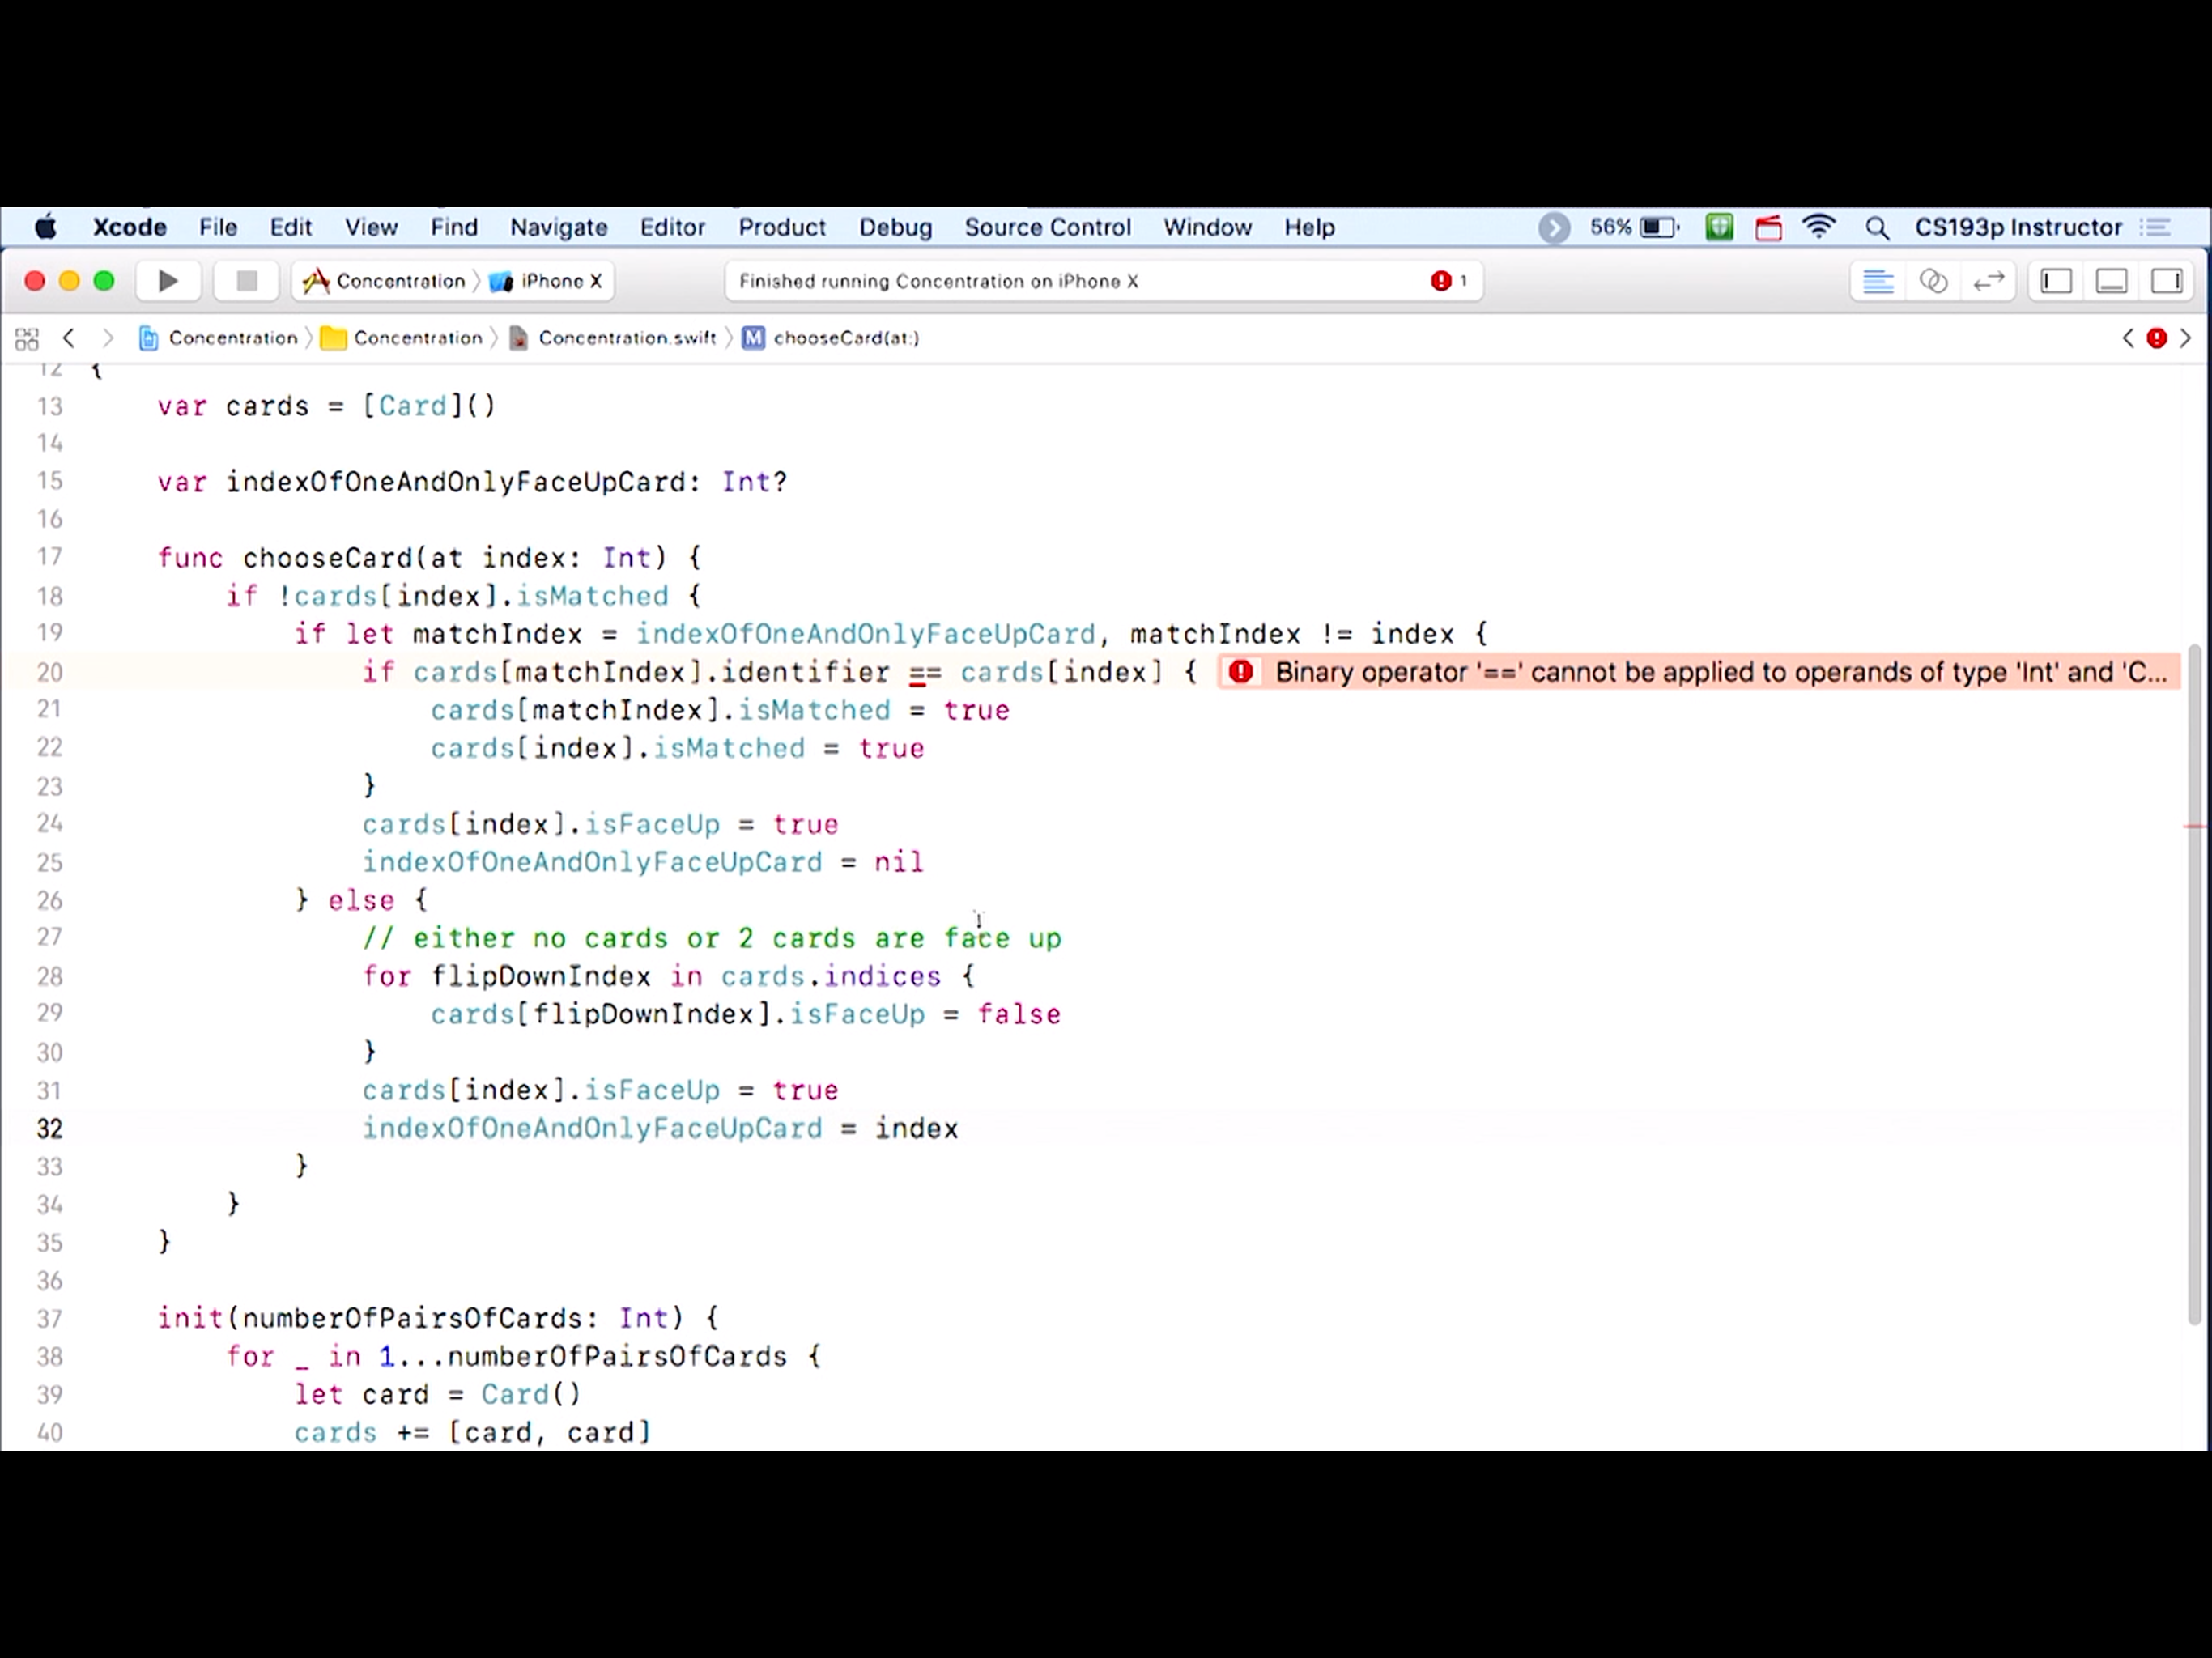 Xcode File Edit View Find Navigate Editor Product Debug Source Control Window Help 56% CS193p Instructor
Concentration iPhone X Finished running Concentration on iPhone X 1
Concentration Concentration Concentration.swift M chooseCard(at:)
12 {
13 var cards = [Card]()
14
15 var indexOfOneAndOnlyFaceUpCard: Int?
16
17 func chooseCard(at index: Int) {
18 if !cards[index].isMatched {
19 if let matchIndex = indexOfOneAndOnlyFaceUpCard, matchIndex != index {
20 if cards[matchIndex].identifier == cards[index] { Binary operator '==' cannot be applied to operands of type 'Int' and 'C...
21 cards[matchIndex].isMatched = true
22 cards[index].isMatched = true
23 }
24 cards[index].isFaceUp = true
25 indexOfOneAndOnlyFaceUpCard = nil
26 } else {
27 // either no cards or 2 cards are face up
28 for flipDownIndex in cards.indices {
29 cards[flipDownIndex].isFaceUp = false
30 }
31 cards[index].isFaceUp = true
32 indexOfOneAndOnlyFaceUpCard = index
33 }
34 }
35 }
36
37 init(numberOfPairsOfCards: Int) {
38 for _ in 1...numberOfPairsOfCards {
39 let card = Card()
40 cards += [card, card]